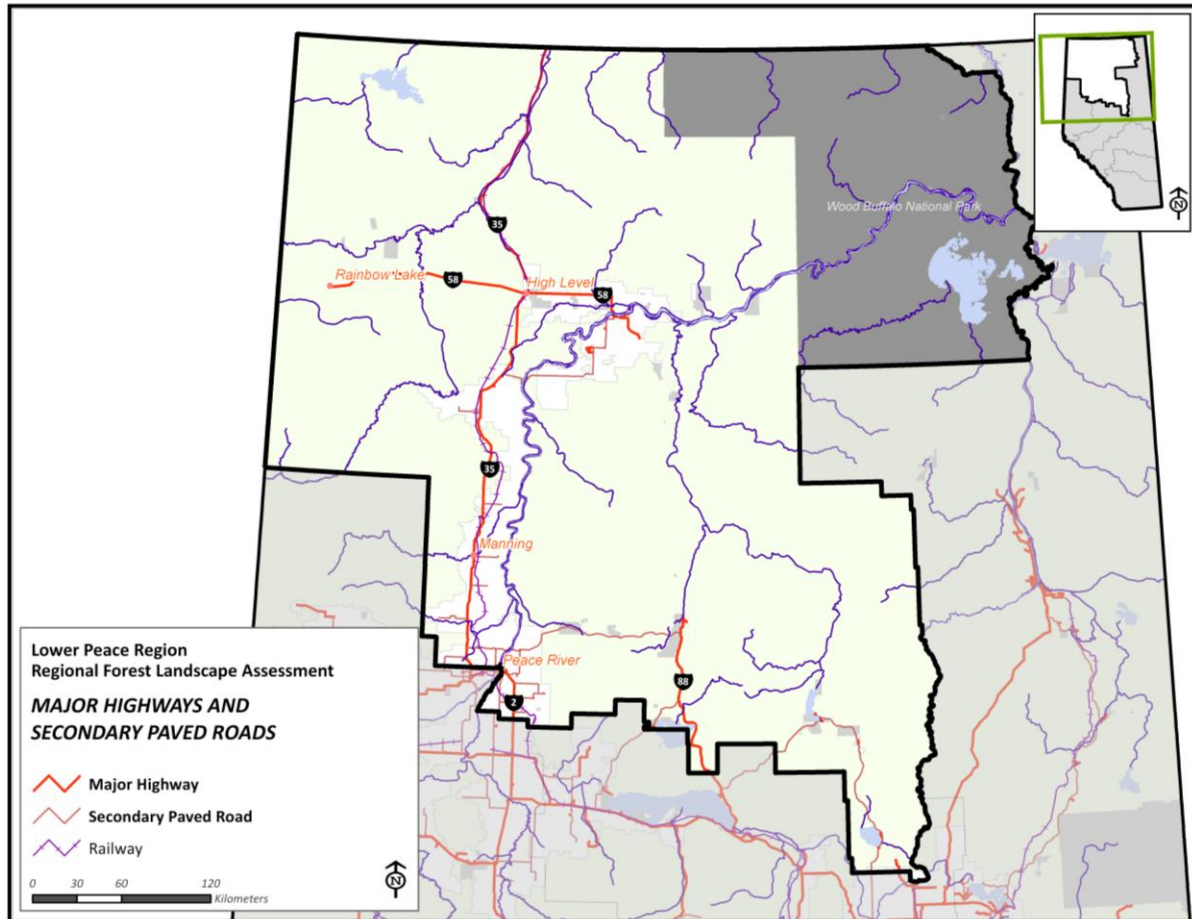 N
Wood Buffalo National Park
35
Rainbow Lake
58
High Level
58
35
Manning
Peace River
88
2
Lower Peace Region
Regional Forest Landscape Assessment
MAJOR HIGHWAYS AND
SECONDARY PAVED ROADS
Major Highway
Secondary Paved Road
Railway
0 30 60 120
Kilometers
N